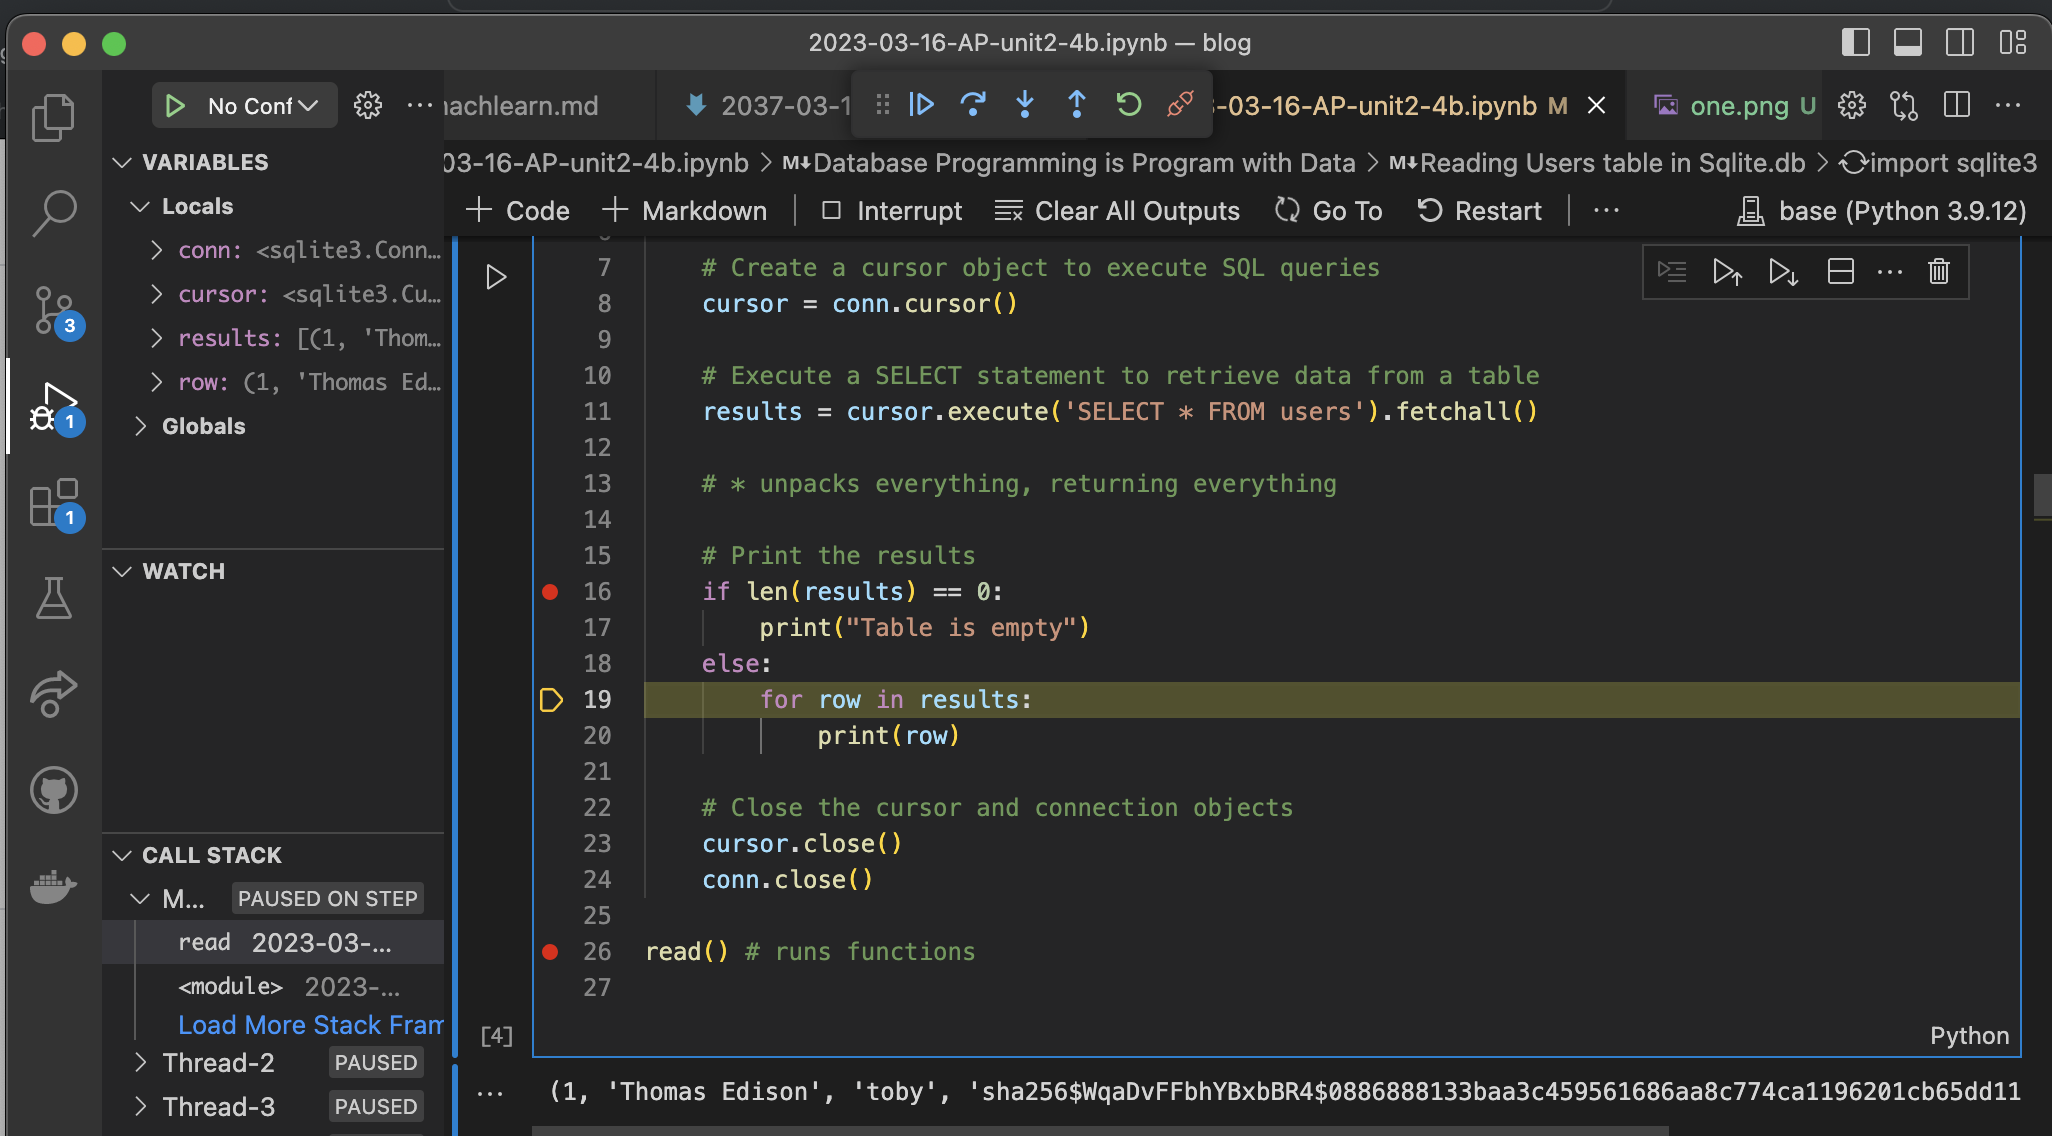 2023-03-16-AP-unit2-4b.ipynb — blog
No Conf
achlearn.md
2037-03-1
-03-16-AP-unit2-4b.ipynb M
one.png U
VARIABLES
03-16-AP-unit2-4b.ipynb > M↓Database Programming is Program with Data > M↓Reading Users table in Sqlite.db > import sqlite3
Locals
+ Code + Markdown | Interrupt Clear All Outputs Go To Restart | ··· base (Python 3.9.12)
conn: <sqlite3.Conn…
cursor: <sqlite3.Cu…
results: [(1, 'Thom…
row: (1, 'Thomas Ed…
Globals
3
1
1
WATCH
CALL STACK
M… PAUSED ON STEP
read 2023-03-…
<module> 2023-…
Load More Stack Fram
Thread-2 PAUSED
Thread-3 PAUSED
7 # Create a cursor object to execute SQL queries
8 cursor = conn.cursor()
9
10 # Execute a SELECT statement to retrieve data from a table
11 results = cursor.execute('SELECT * FROM users').fetchall()
12
13 # * unpacks everything, returning everything
14
15 # Print the results
16 if len(results) == 0:
17 print("Table is empty")
18 else:
19 for row in results:
20 print(row)
21
22 # Close the cursor and connection objects
23 cursor.close()
24 conn.close()
25
26 read() # runs functions
27
[4]
Python
(1, 'Thomas Edison', 'toby', 'sha256$WqaDvFFbhYBxbBR4$0886888133baa3c459561686aa8c774ca1196201cb65dd11